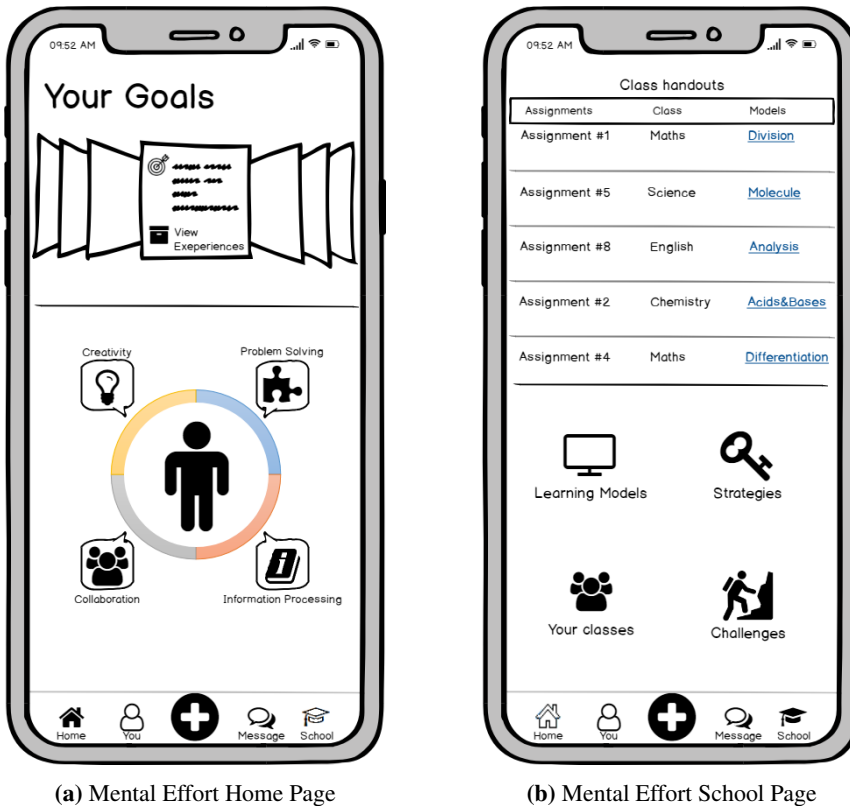 09:52 AM
Your Goals
View
Exeperiences
Creativity
Problem Solving
Collaboration
Information Processing
Home
You
Message
School
(a) Mental Effort Home Page
09:52 AM
Class handouts
Assignments Class Models
Assignment #1 Maths Division
Assignment #5 Science Molecule
Assignment #8 English Analysis
Assignment #2 Chemistry Acids&Bases
Assignment #4 Maths Differentiation
Learning Models
Strategies
Your classes
Challenges
Home
You
Message
School
(b) Mental Effort School Page